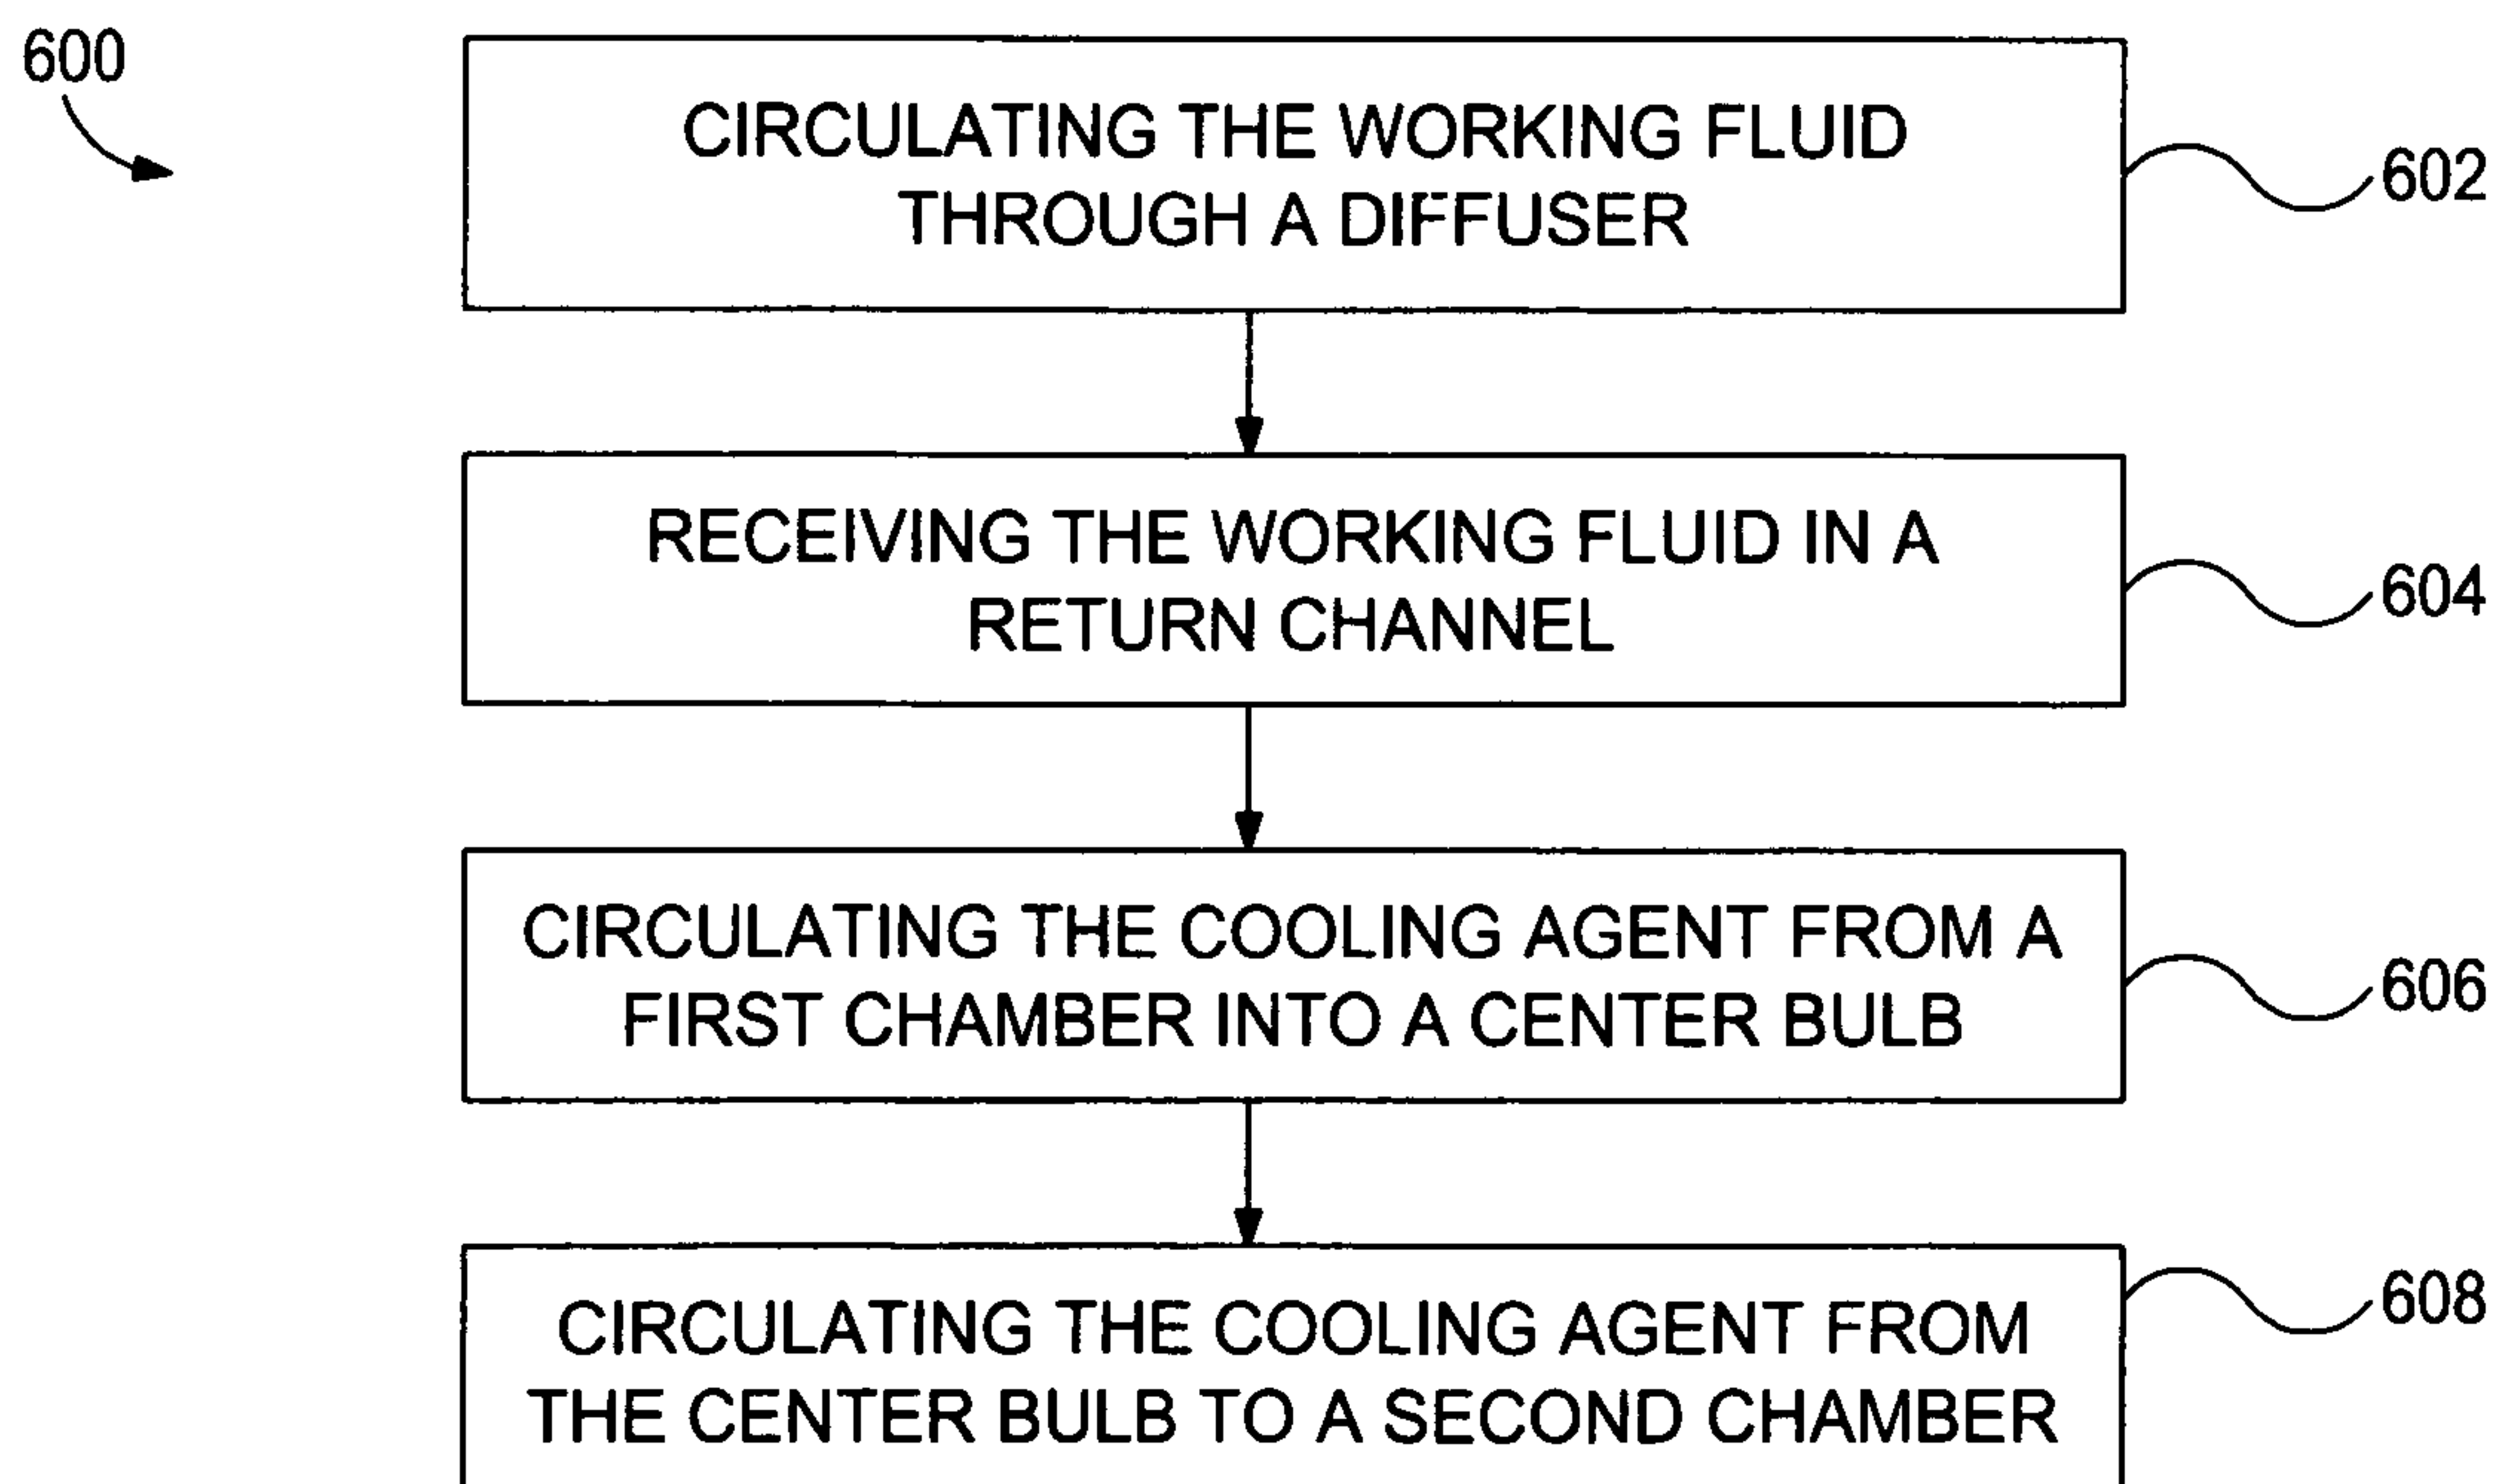 600
CIRCULATING THE WORKING FLUID
THROUGH A DIFFUSER
602
RECEIVING THE WORKING FLUID IN A
RETURN CHANNEL
604
CIRCULATING THE COOLING AGENT FROM A
FIRST CHAMBER INTO A CENTER BULB
606
CIRCULATING THE COOLING AGENT FROM
THE CENTER BULB TO A SECOND CHAMBER
608